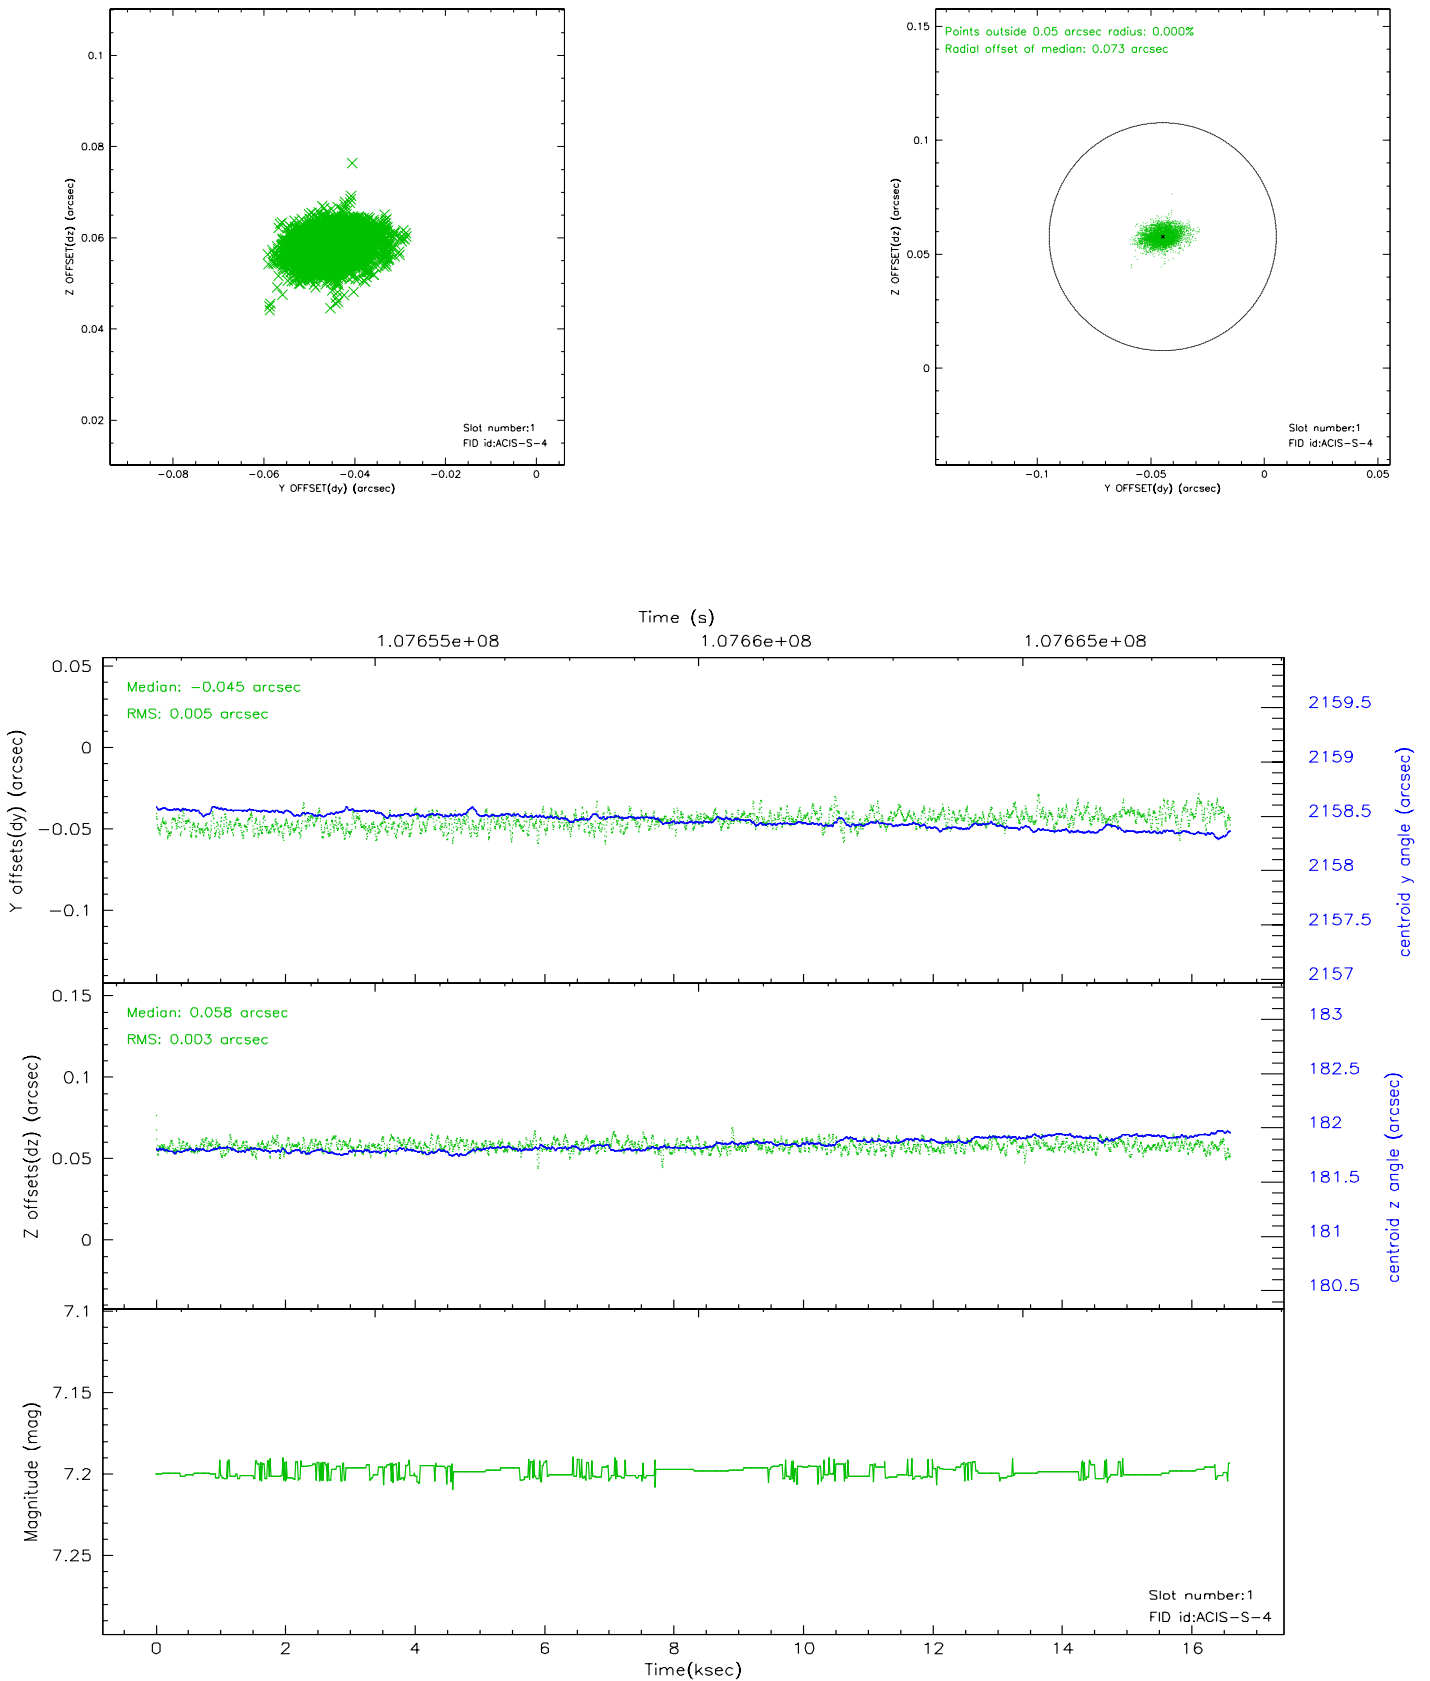 0.1
0.08
0.06
0.04
0.02
Z OFFSET(dz) (arcsec)
Slot number:1
FID id:ACIS-S-4
-0.08
-0.06
-0.04
-0.02
0
Y OFFSET(dy) (arcsec)
Points outside 0.05 arcsec radius: 0.000%
Radial offset of median: 0.073 arcsec
0.15
0.1
0.05
0
Z OFFSET(dz) (arcsec)
Slot number:1
FID id:ACIS-S-4
-0.1
-0.05
0
0.05
Y OFFSET(dy) (arcsec)
Time (s)
1.07655e+08
1.0766e+08
1.07665e+08
Median: -0.045 arcsec
RMS: 0.005 arcsec
0.05
0
-0.05
-0.1
Y offsets(dy) (arcsec)
2159.5
2159
2158.5
2158
2157.5
2157
centroid y angle (arcsec)
Median: 0.058 arcsec
RMS: 0.003 arcsec
0.15
0.1
0.05
0
Z offsets(dz) (arcsec)
183
182.5
182
181.5
181
180.5
centroid z angle (arcsec)
7.1
7.15
7.2
7.25
Magnitude (mag)
Slot number:1
FID id:ACIS-S-4
0
2
4
6
8
10
12
14
16
Time(ksec)